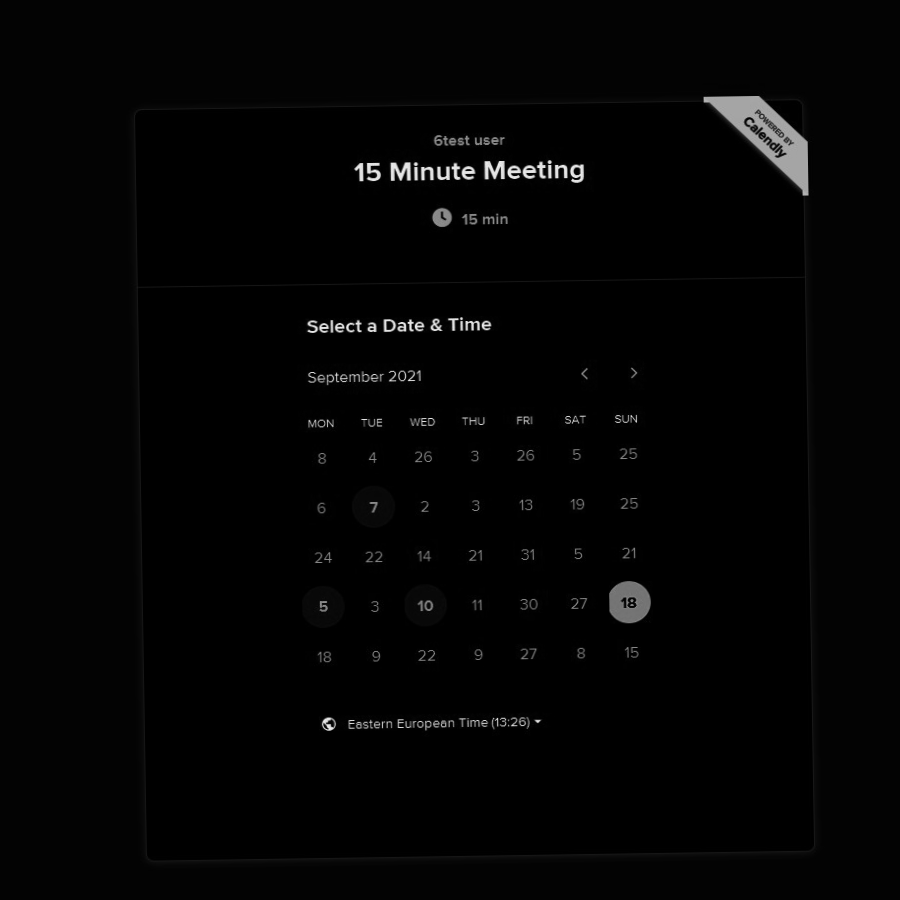 POWERED BY
Calendly
6test user
15 Minute Meeting
15 min
Select a Date & Time
September 2021
MON TUE WED THU FRI SAT SUN
8 4 26 3 26 5 25
6 7 2 3 13 19 25
24 22 14 21 31 5 21
5 3 10 11 30 27 18
18 9 22 9 27 8 15
Eastern European Time (13:26)